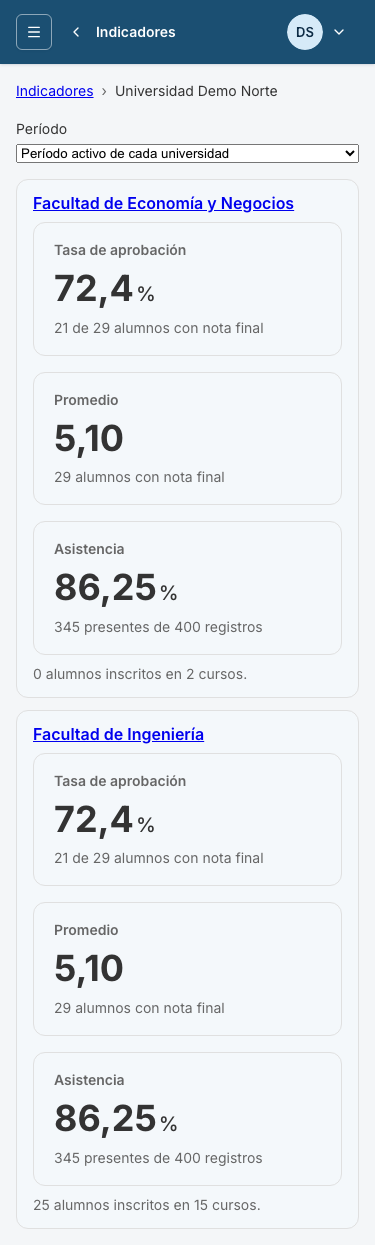 Indicadores
DS
Indicadores › Universidad Demo Norte
Período
Período activo de cada universidad
Facultad de Economía y Negocios
Tasa de aprobación
72,4 %
21 de 29 alumnos con nota final
Promedio
5,10
29 alumnos con nota final
Asistencia
86,25 %
345 presentes de 400 registros
0 alumnos inscritos en 2 cursos.
Facultad de Ingeniería
Tasa de aprobación
72,4 %
21 de 29 alumnos con nota final
Promedio
5,10
29 alumnos con nota final
Asistencia
86,25 %
345 presentes de 400 registros
25 alumnos inscritos en 15 cursos.